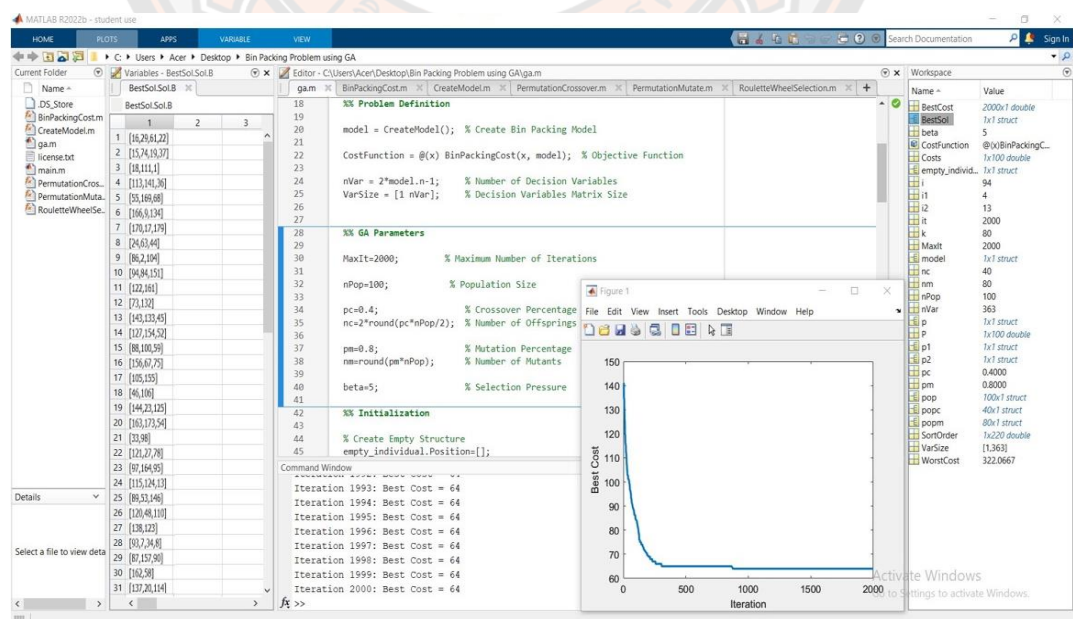 MATLAB R2022b - student use
HOME PLOTS APPS VARIABLE VIEW
Search Documentation
Sign In
C: Users Acer Desktop Bin Packing Problem using GA
Current Folder
Name
.DS_Store
BinPackingCost.m
CreateModel.m
ga.m
license.txt
main.m
PermutationCros...
PermutationMuta...
RouletteWheelSe...
Details
Select a file to view deta
Variables - BestSol.Sol.B
BestSol.Sol.B
BestSol.Sol.B
1 2 3
1 [16,29,61,22]
2 [15,74,19,37]
3 [18,111,1]
4 [113,141,36]
5 [55,169,68]
6 [166,9,134]
7 [170,17,179]
8 [24,63,44]
9 [86,2,104]
10 [94,84,151]
11 [122,161]
12 [73,132]
13 [143,133,45]
14 [127,154,52]
15 [88,100,59]
16 [156,67,75]
17 [105,135]
18 [46,106]
19 [144,23,125]
20 [163,173,54]
21 [33,98]
22 [121,27,78]
23 [97,164,95]
24 [115,124,13]
25 [89,53,146]
26 [120,48,110]
27 [138,123]
28 [93,7,34,8]
29 [87,157,90]
30 [162,58]
31 [137,20,114]
Editor - C:\Users\Acer\Desktop\Bin Packing Problem using GA\ga.m
ga.m BinPackingCost.m CreateModel.m PermutationCrossover.m PermutationMutate.m RouletteWheelSelection.m
18 %% Problem Definition
19
20 model = CreateModel(); % Create Bin Packing Model
21
22 CostFunction = @(x) BinPackingCost(x, model); % Objective Function
23
24 nVar = 2*model.n-1; % Number of Decision Variables
25 VarSize = [1 nVar]; % Decision Variables Matrix Size
26
27
28 %% GA Parameters
29
30 MaxIt=2000; % Maximum Number of Iterations
31
32 nPop=100; % Population Size
33
34 pc=0.4; % Crossover Percentage
35 nc=2*round(pc*nPop/2); % Number of Offsprings
36
37 pm=0.8; % Mutation Percentage
38 nm=round(pm*nPop); % Number of Mutants
39
40 beta=5; % Selection Pressure
41
42 %% Initialization
43
44 % Create Empty Structure
45 empty_individual.Position=[];
Command Window
Iteration 1993: Best Cost = 64
Iteration 1994: Best Cost = 64
Iteration 1995: Best Cost = 64
Iteration 1996: Best Cost = 64
Iteration 1997: Best Cost = 64
Iteration 1998: Best Cost = 64
Iteration 1999: Best Cost = 64
Iteration 2000: Best Cost = 64
fx >>
Figure 1
File Edit View Insert Tools Desktop Window Help
150
140
130
120
110
100
90
80
70
60
Best Cost
0 500 1000 1500 2000
Iteration
Workspace
Name Value
BestCost 2000x1 double
BestSol 1x1 struct
beta 5
CostFunction @(x)BinPackingC...
Costs 1x100 double
empty_individ... 1x1 struct
i 94
i1 4
i2 13
it 2000
k 80
MaxIt 2000
model 1x1 struct
nc 40
nm 80
nPop 100
nVar 363
p 1x1 struct
P 1x100 double
p1 1x1 struct
p2 1x1 struct
pc 0.4000
pm 0.8000
pop 100x1 struct
popc 40x1 struct
popm 80x1 struct
SortOrder 1x220 double
VarSize [1,363]
WorstCost 322.0667
Activate Windows
to Settings to activate Windows.